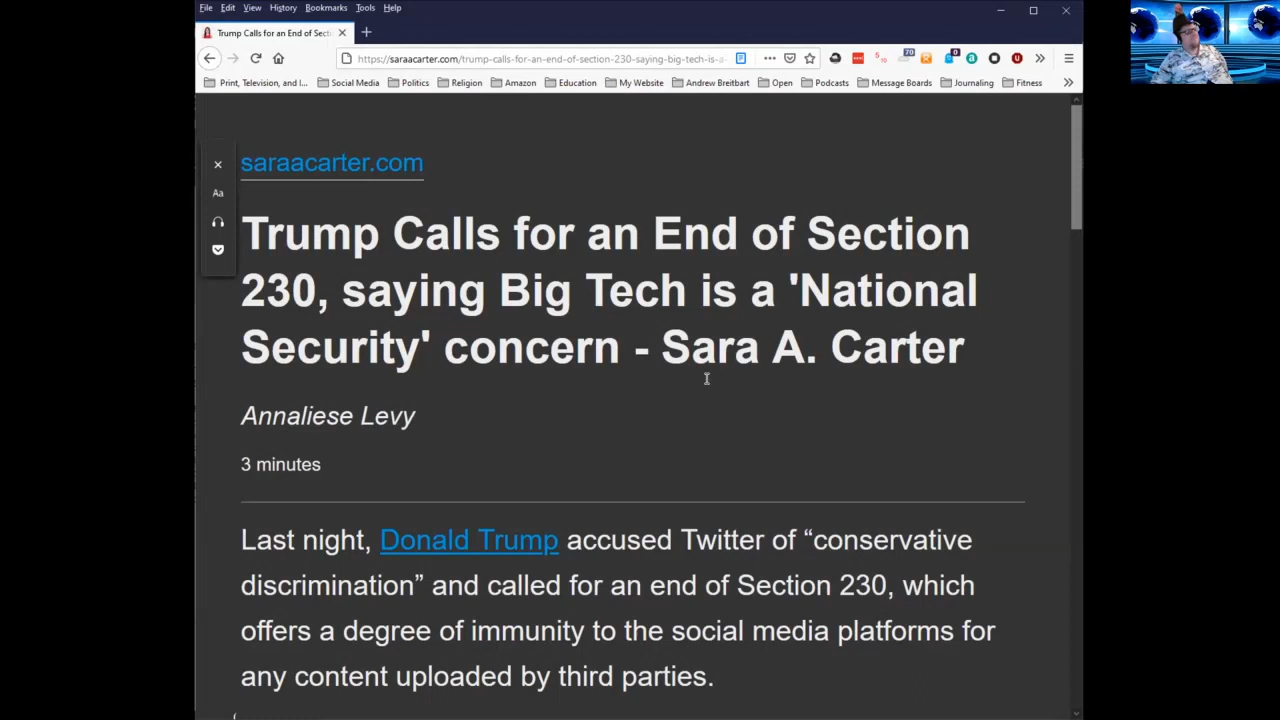 File Edit View History Bookmarks Tools Help
Trump Calls for an End of Secti
https://saraacarter.com/trump-calls-for-an-end-of-section-230-saying-big-tech-is-a-
70
0
Print, Television, and I... Social Media Politics Religion Amazon Education My Website Andrew Breitbart Open Podcasts Message Boards Journaling Fitness
saraacarter.com
Aa
Trump Calls for an End of Section
230, saying Big Tech is a 'National
Security' concern - Sara A. Carter
Annaliese Levy
3 minutes
Last night, Donald Trump accused Twitter of “conservative
discrimination” and called for an end of Section 230, which
offers a degree of immunity to the social media platforms for
any content uploaded by third parties.